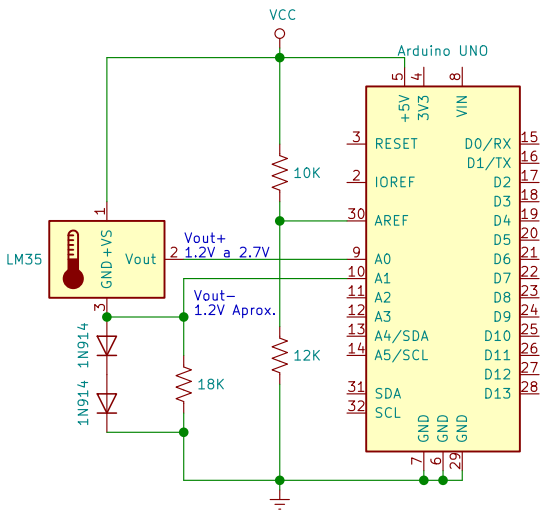 VCC
Arduino UNO
5 4 8
+5V 3V3 VIN
3 RESET D0/RX 15
D1/TX 16
10K
2 IOREF D2 17
D3 18
1
30 AREF D4 19
D5 20
LM35 GND +VS Vout 2
Vout+
1.2V a 2.7V
9 A0 D6 21
10 A1 D7 22
Vout-
1.2V Aprox.
11 A2 D8 23
3
12 A3 D9 24
1N914
13 A4/SDA D10 25
14 A5/SCL D11 26
12K
D12 27
18K
1N914
31 SDA D13 28
32 SCL
GND GND GND
7 6 29